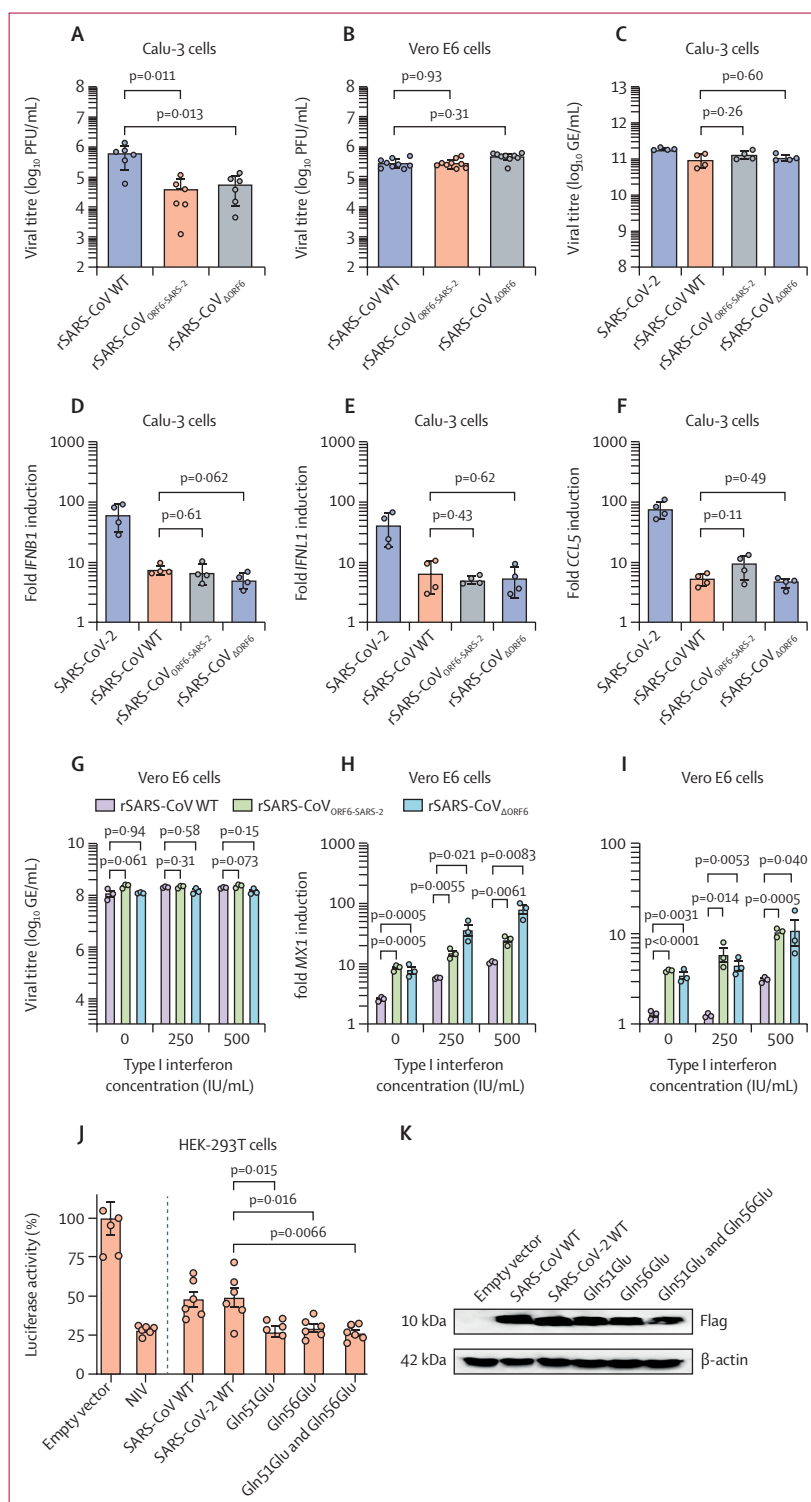 A
Calu-3 cells
Viral titre (log₁₀ PFU/mL)
8
7
6
5
4
3
2
p=0·011
p=0·013
rSARS-CoV WT
rSARS-CoV_ORF6-SARS-2
rSARS-CoV_ΔORF6
B
Vero E6 cells
Viral titre (log₁₀ PFU/mL)
8
7
6
5
4
3
2
p=0·93
p=0·31
rSARS-CoV WT
rSARS-CoV_ORF6-SARS-2
rSARS-CoV_ΔORF6
C
Calu-3 cells
Viral titre (log₁₀ GE/mL)
13
12
11
10
9
8
p=0·60
p=0·26
SARS-CoV-2
rSARS-CoV WT
rSARS-CoV_ORF6-SARS-2
rSARS-CoV_ΔORF6
D
Calu-3 cells
Fold IFNB1 induction
1000
100
10
1
p=0·062
p=0·61
SARS-CoV-2
rSARS-CoV WT
rSARS-CoV_ORF6-SARS-2
rSARS-CoV_ΔORF6
E
Calu-3 cells
Fold IFNL1 induction
1000
100
10
1
p=0·62
p=0·43
SARS-CoV-2
rSARS-CoV WT
rSARS-CoV_ORF6-SARS-2
rSARS-CoV_ΔORF6
F
Calu-3 cells
Fold CCL5 induction
1000
100
10
1
p=0·49
p=0·11
SARS-CoV-2
rSARS-CoV WT
rSARS-CoV_ORF6-SARS-2
rSARS-CoV_ΔORF6
G
Vero E6 cells
rSARS-CoV WT
rSARS-CoV_ORF6-SARS-2
rSARS-CoV_ΔORF6
Viral titre (log₁₀ GE/mL)
10
8
6
4
p=0·94
p=0·58
p=0·15
p=0·061
p=0·31
p=0·073
0
250
500
Type I interferon
concentration (IU/mL)
H
Vero E6 cells
fold MX1 induction
1000
100
10
1
p=0·0005
p=0·0005
p=0·021
p=0·0055
p=0·0083
p=0·0061
0
250
500
Type I interferon
concentration (IU/mL)
I
Vero E6 cells
100
10
1
p=0·0031
p<0·0001
p=0·0053
p=0·014
p=0·040
p=0·0005
0
250
500
Type I interferon
concentration (IU/mL)
J
HEK-293T cells
Luciferase activity (%)
100
75
50
25
0
p=0·015
p=0·016
p=0·0066
Empty vector
NIV
SARS-CoV WT
SARS-CoV-2 WT
Gln51Glu
Gln56Glu
Gln51Glu and Gln56Glu
K
Empty vector
SARS-CoV WT
SARS-CoV-2 WT
Gln51Glu
Gln56Glu
Gln51Glu and Gln56Glu
10 kDa
Flag
42 kDa
β-actin